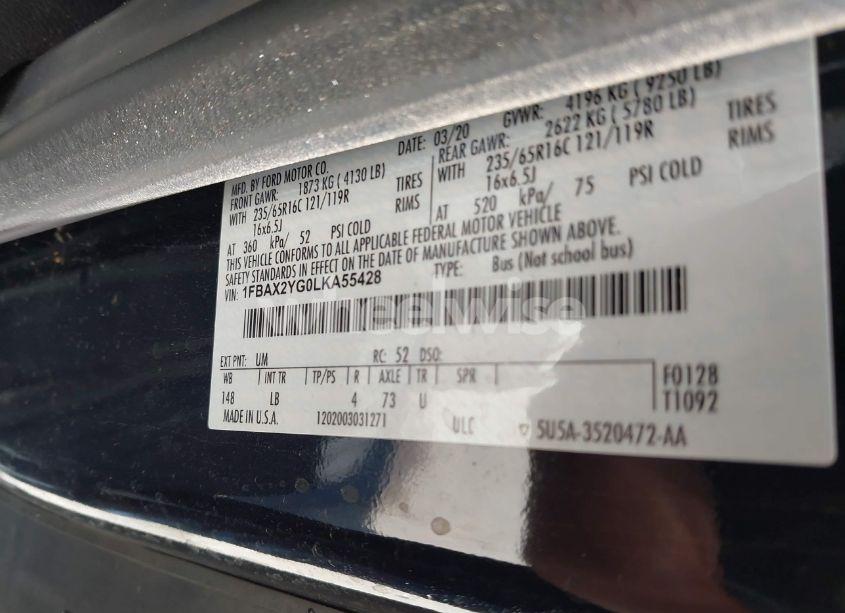 MFD. BY FORD MOTOR CO. DATE: 03/20 GVWR: 4196 KG ( 9250 LB)
FRONT GAWR: 1873 KG ( 4130 LB) REAR GAWR: 2622 KG ( 5780 LB)
WITH 235/65R16C 121/119R TIRES WITH 235/65R16C 121/119R TIRES
16x6.5J RIMS 16x6.5J RIMS
AT 360 kPa/ 52 PSI COLD AT 520 kPa/ 75 PSI COLD
THIS VEHICLE CONFORMS TO ALL APPLICABLE FEDERAL MOTOR VEHICLE
SAFETY STANDARDS IN EFFECT ON THE DATE OF MANUFACTURE SHOWN ABOVE.
VIN: 1FBAX2YG0LKA55428 TYPE: Bus (Not school bus)
EXT PNT: UM RC: 52 DSO:
WB INT TR TP/PS R AXLE TR SPR F0128
148 LB 4 73 U T1092
MADE IN U.S.A. 1202003031271 ULC 5U5A-3520472-AA